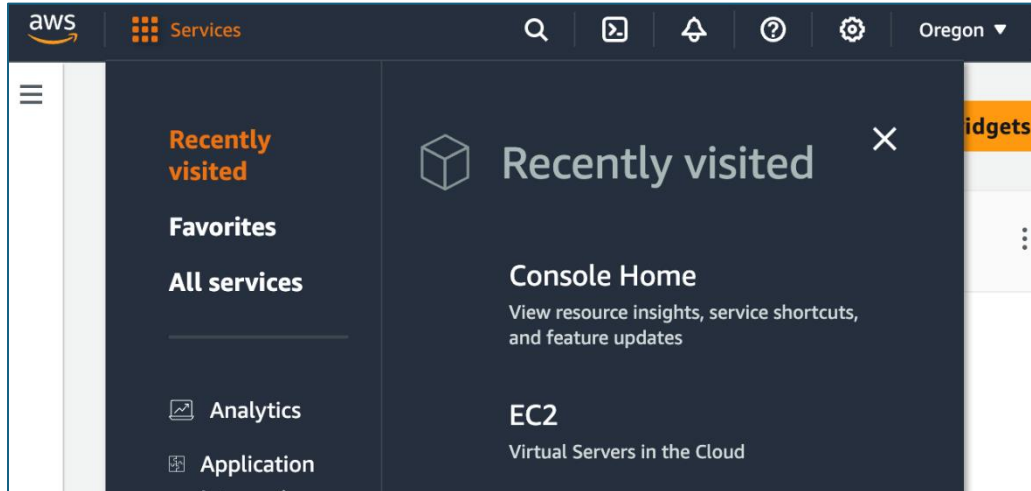 aws
Services
Oregon
idgets
Recently
visited
Favorites
All services
Analytics
Application
Recently visited
Console Home
View resource insights, service shortcuts,
and feature updates
EC2
Virtual Servers in the Cloud